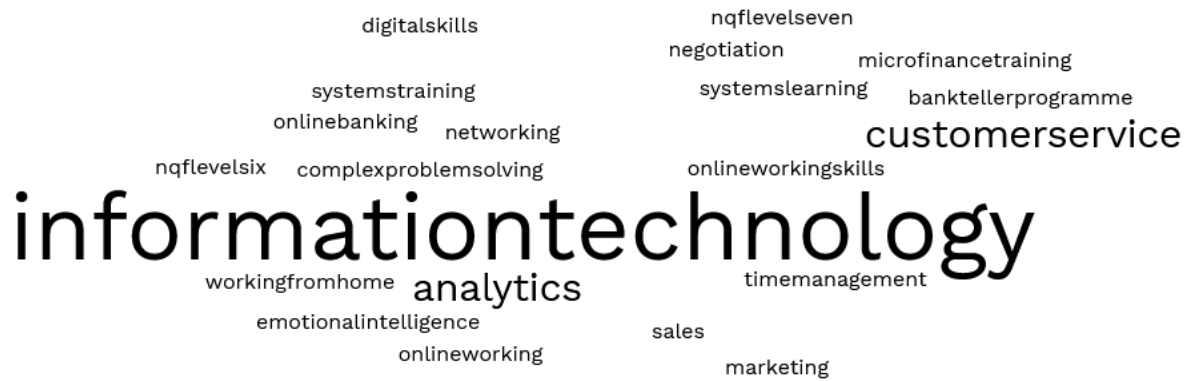 nqflevelseven
digitalskills
negotiation
microfinancetraining
systemslearning
systemstraining
banktellerprogramme
onlinebanking
networking
customerservice
nqflevelsix
complexproblemsolving
onlineworkingskills
informationtechnology
workingfromhome
analytics
timemanagement
emotionalintelligence
sales
onlineworking
marketing